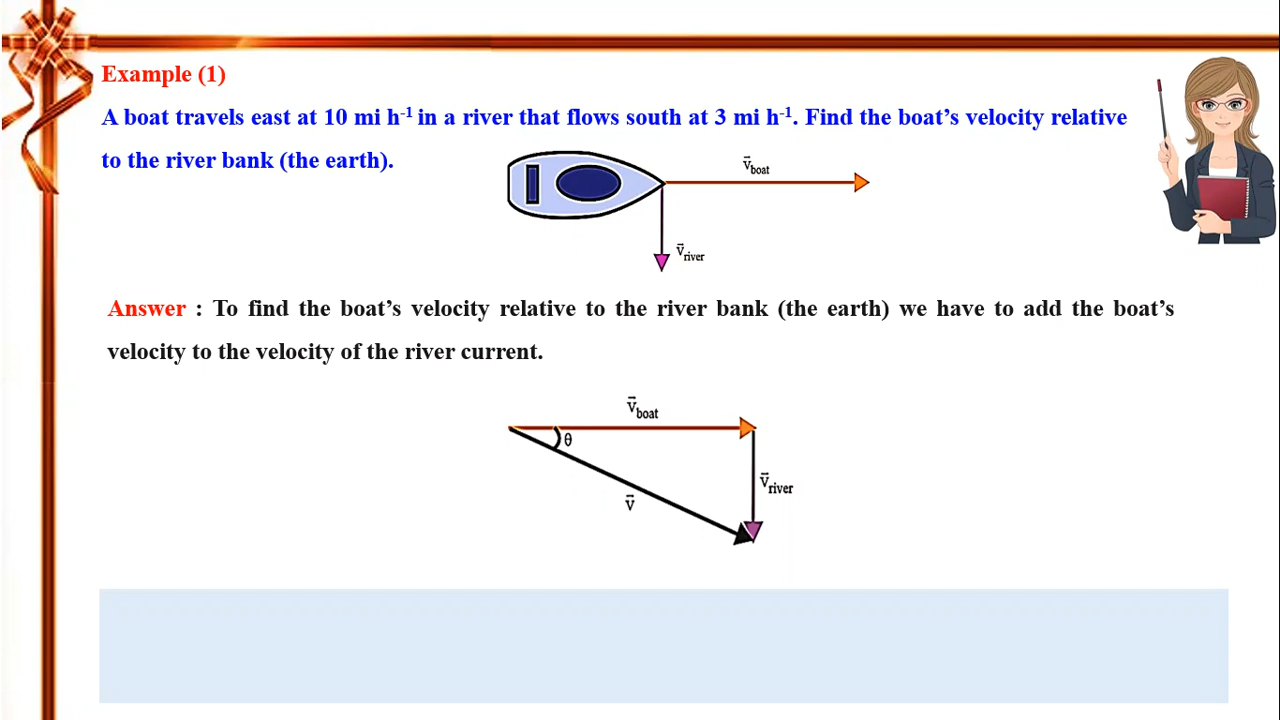 Example (1)
A boat travels east at 10 mi h⁻¹ in a river that flows south at 3 mi h⁻¹. Find the boat’s velocity relative
to the river bank (the earth).
v⃗boat
v⃗river
Answer : To find the boat’s velocity relative to the river bank (the earth) we have to add the boat’s
velocity to the velocity of the river current.
v⃗boat
θ
v⃗river
v⃗